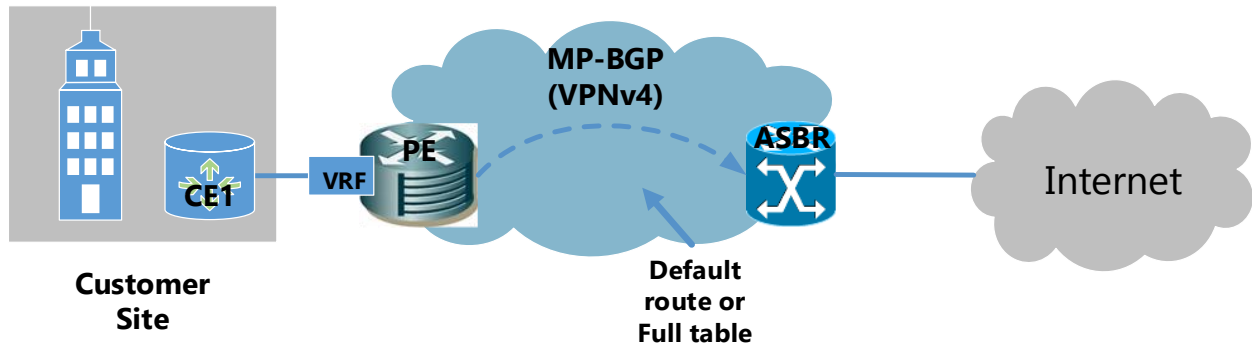 MP-BGP
(VPNv4)
PE
ASBR
VRF
CE1
Internet
Customer
Site
Default
route or
Full table